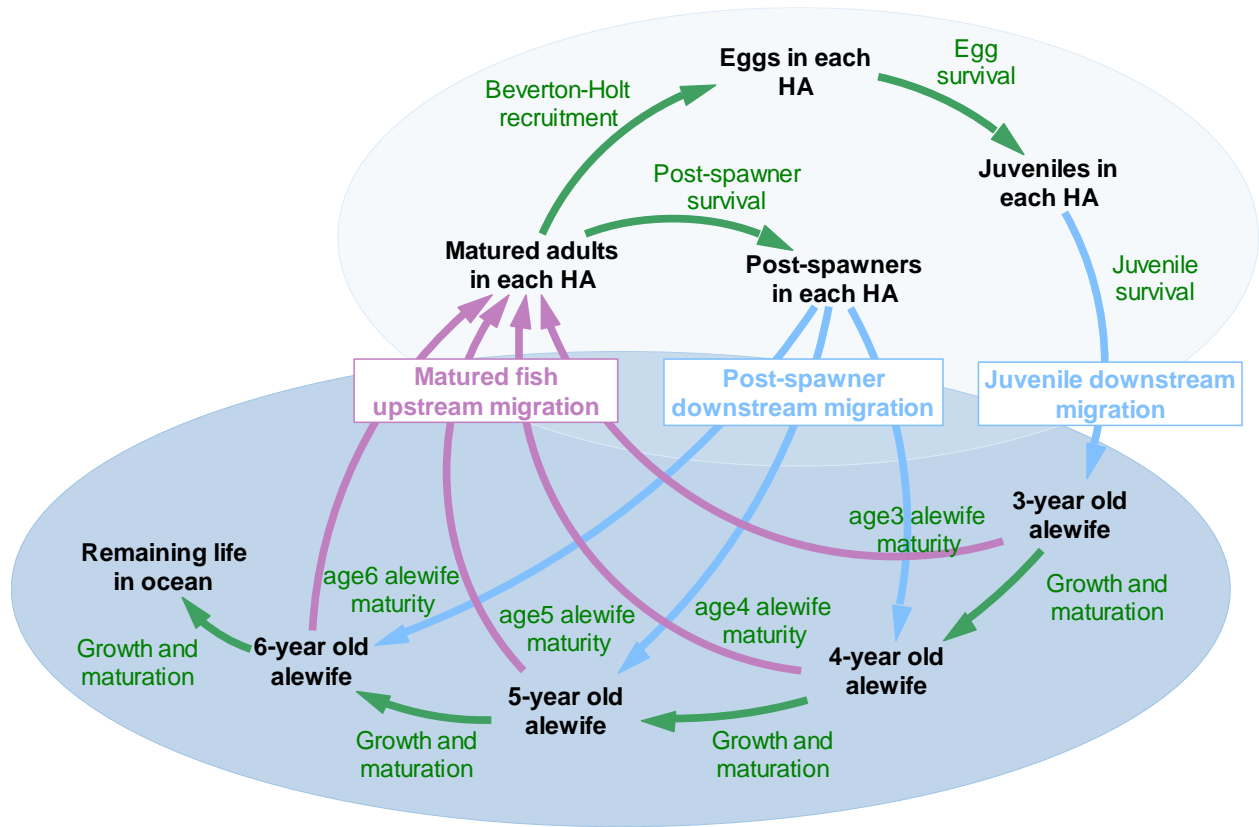 Eggs in each
HA
Egg
survival
Beverton-Holt
recruitment
Post-spawner
survival
Juveniles in
each HA
Matured adults
in each HA
Post-spawners
in each HA
Juvenile
survival
Matured fish
upstream migration
Post-spawner
downstream migration
Juvenile downstream
migration
3-year old
alewife
age3 alewife
maturity
Remaining life
in ocean
age6 alewife
maturity
age5 alewife
maturity
age4 alewife
maturity
Growth and
maturation
Growth and
maturation
6-year old
alewife
5-year old
alewife
4-year old
alewife
Growth and
maturation
Growth and
maturation